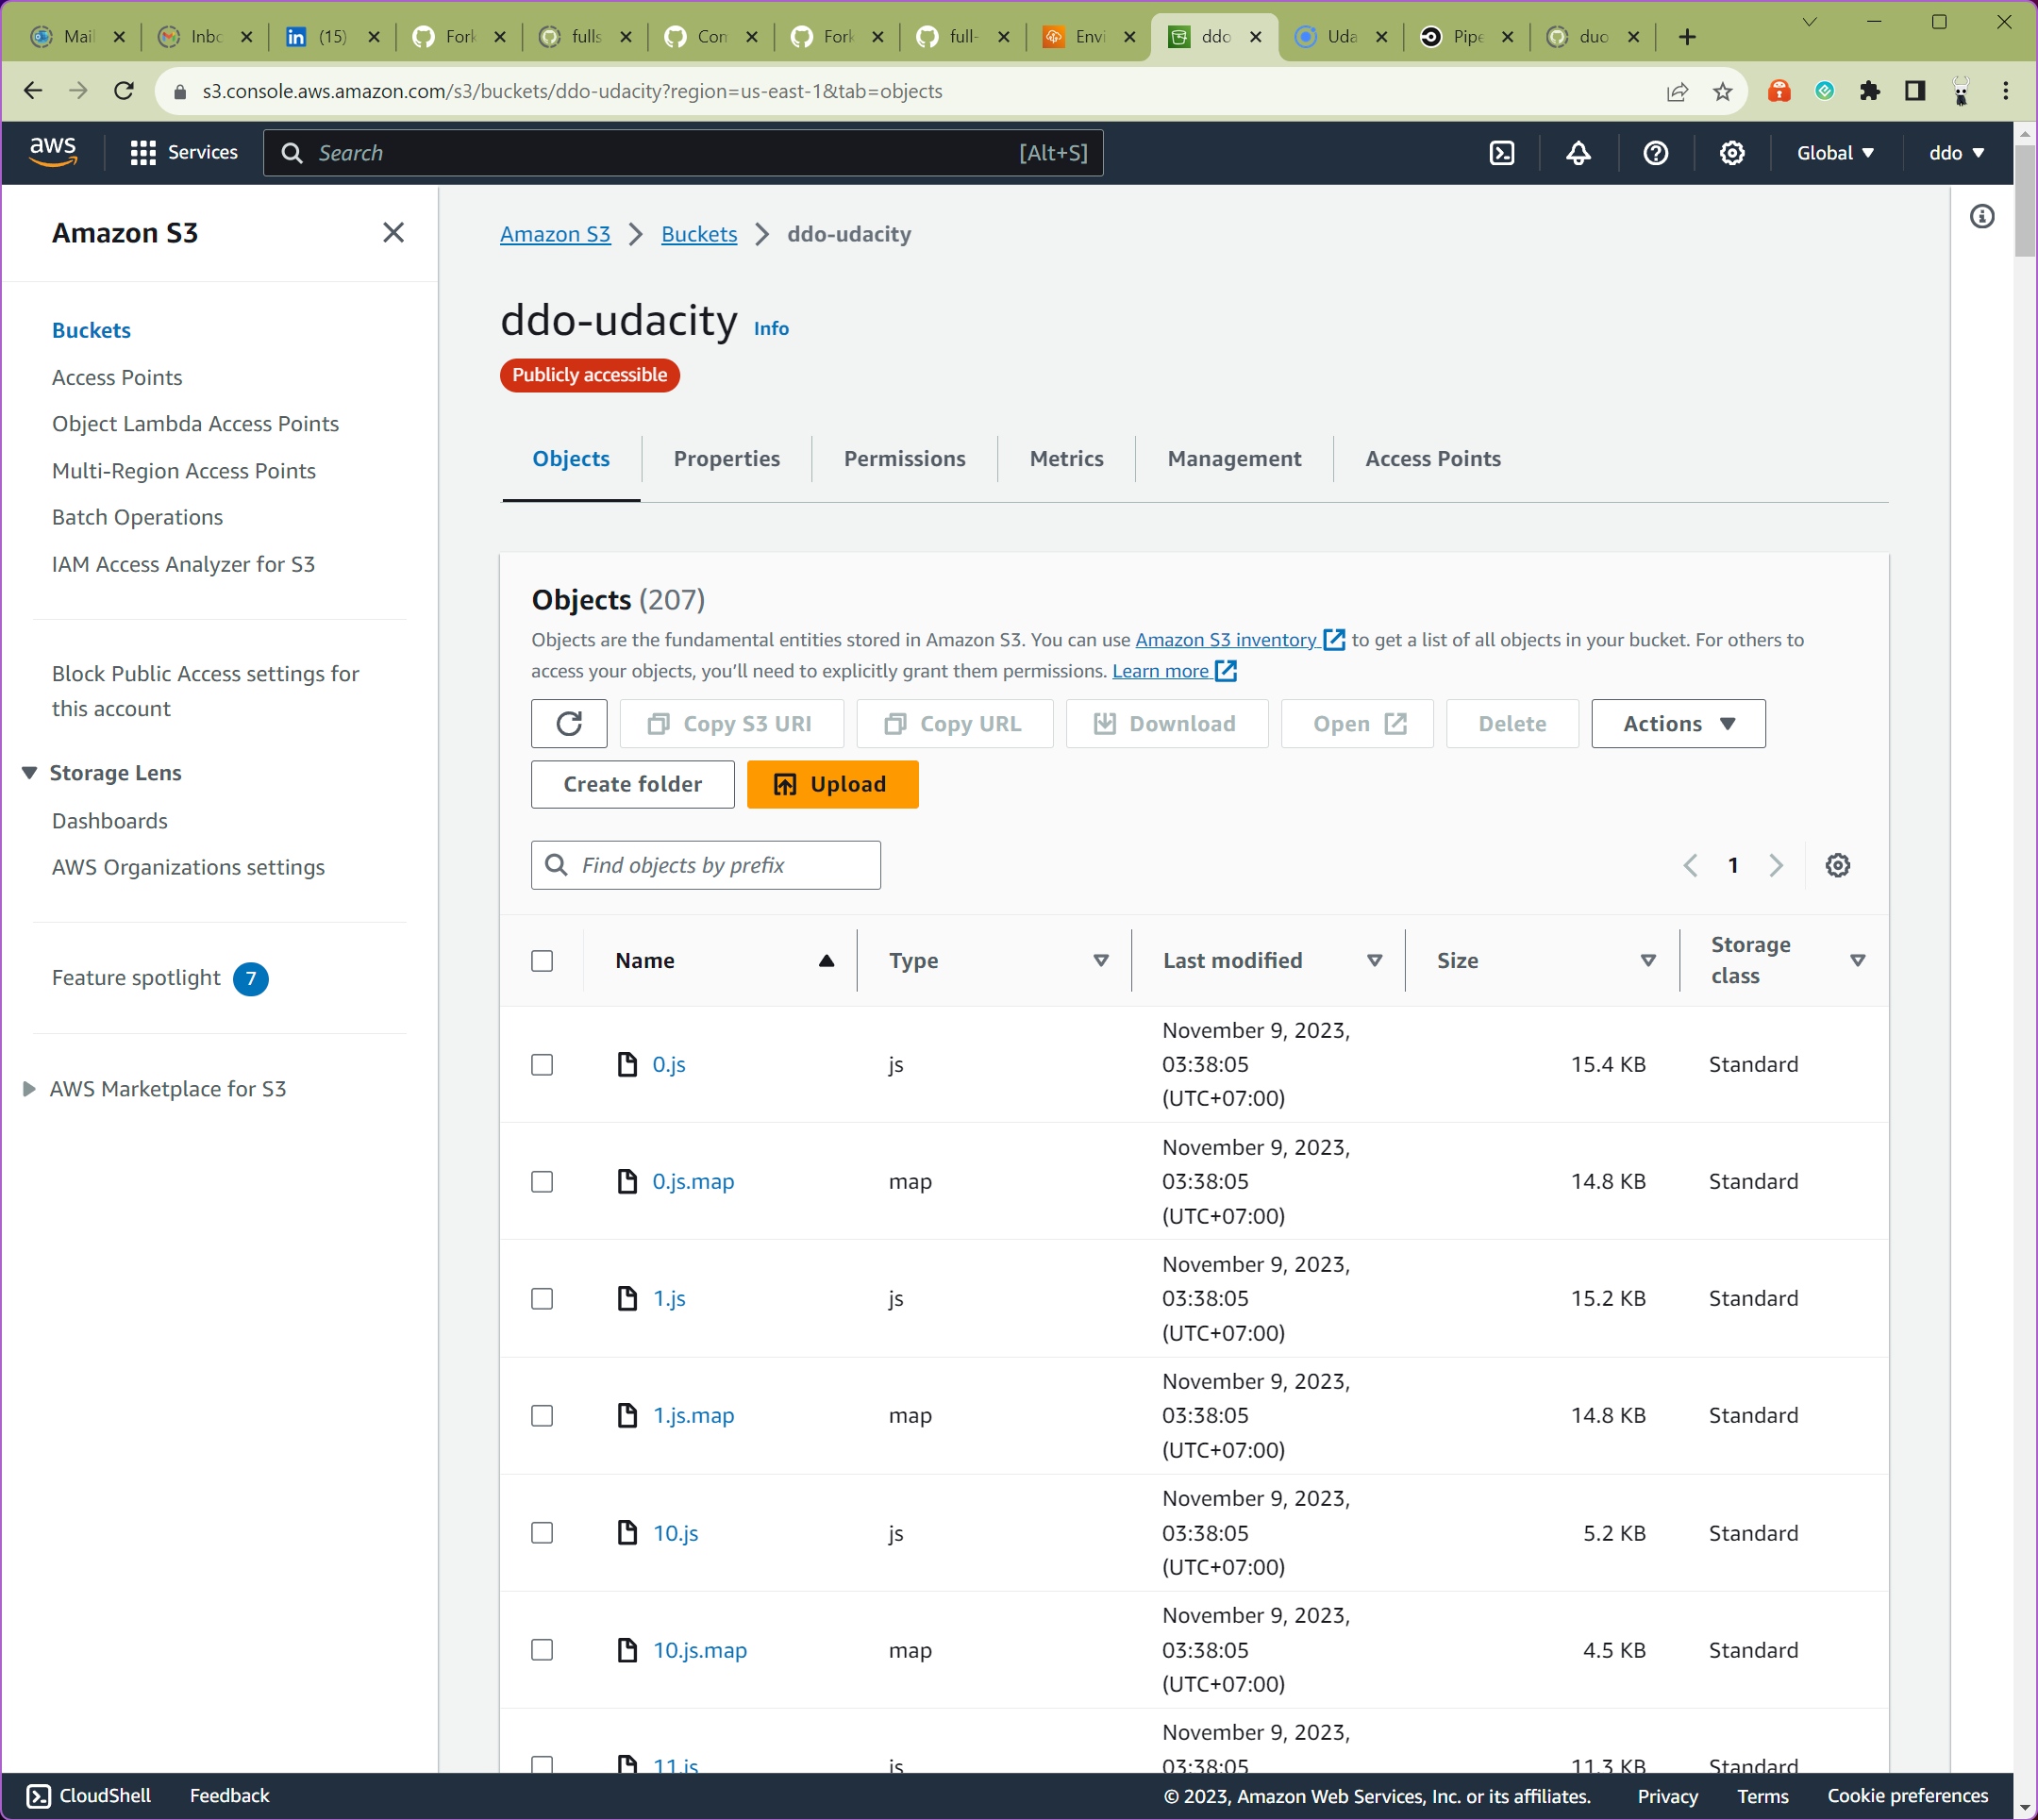 Mail
Inbc
(15)
Fork
fulls
Con
Fork
full-
Envi
ddo
Uda
Pipe
duo
s3.console.aws.amazon.com/s3/buckets/ddo-udacity?region=us-east-1&tab=objects
aws
Services
Search
[Alt+S]
Global
ddo
Amazon S3
Buckets
Access Points
Object Lambda Access Points
Multi-Region Access Points
Batch Operations
IAM Access Analyzer for S3
Block Public Access settings for
this account
Storage Lens
Dashboards
AWS Organizations settings
Feature spotlight 7
AWS Marketplace for S3
Amazon S3 Buckets ddo-udacity
ddo-udacity Info
Publicly accessible
Objects Properties Permissions Metrics Management Access Points
Objects (207)
Objects are the fundamental entities stored in Amazon S3. You can use Amazon S3 inventory to get a list of all objects in your bucket. For others to
access your objects, you’ll need to explicitly grant them permissions. Learn more
Copy S3 URI Copy URL Download Open Delete Actions
Create folder Upload
Find objects by prefix
1
Name Type Last modified Size Storage
class
November 9, 2023,
0.js js 03:38:05 15.4 KB Standard
(UTC+07:00)
November 9, 2023,
0.js.map map 03:38:05 14.8 KB Standard
(UTC+07:00)
November 9, 2023,
1.js js 03:38:05 15.2 KB Standard
(UTC+07:00)
November 9, 2023,
1.js.map map 03:38:05 14.8 KB Standard
(UTC+07:00)
November 9, 2023,
10.js js 03:38:05 5.2 KB Standard
(UTC+07:00)
November 9, 2023,
10.js.map map 03:38:05 4.5 KB Standard
(UTC+07:00)
November 9, 2023,
11.js js 03:38:05 11.3 KB Standard
CloudShell Feedback © 2023, Amazon Web Services, Inc. or its affiliates. Privacy Terms Cookie preferences